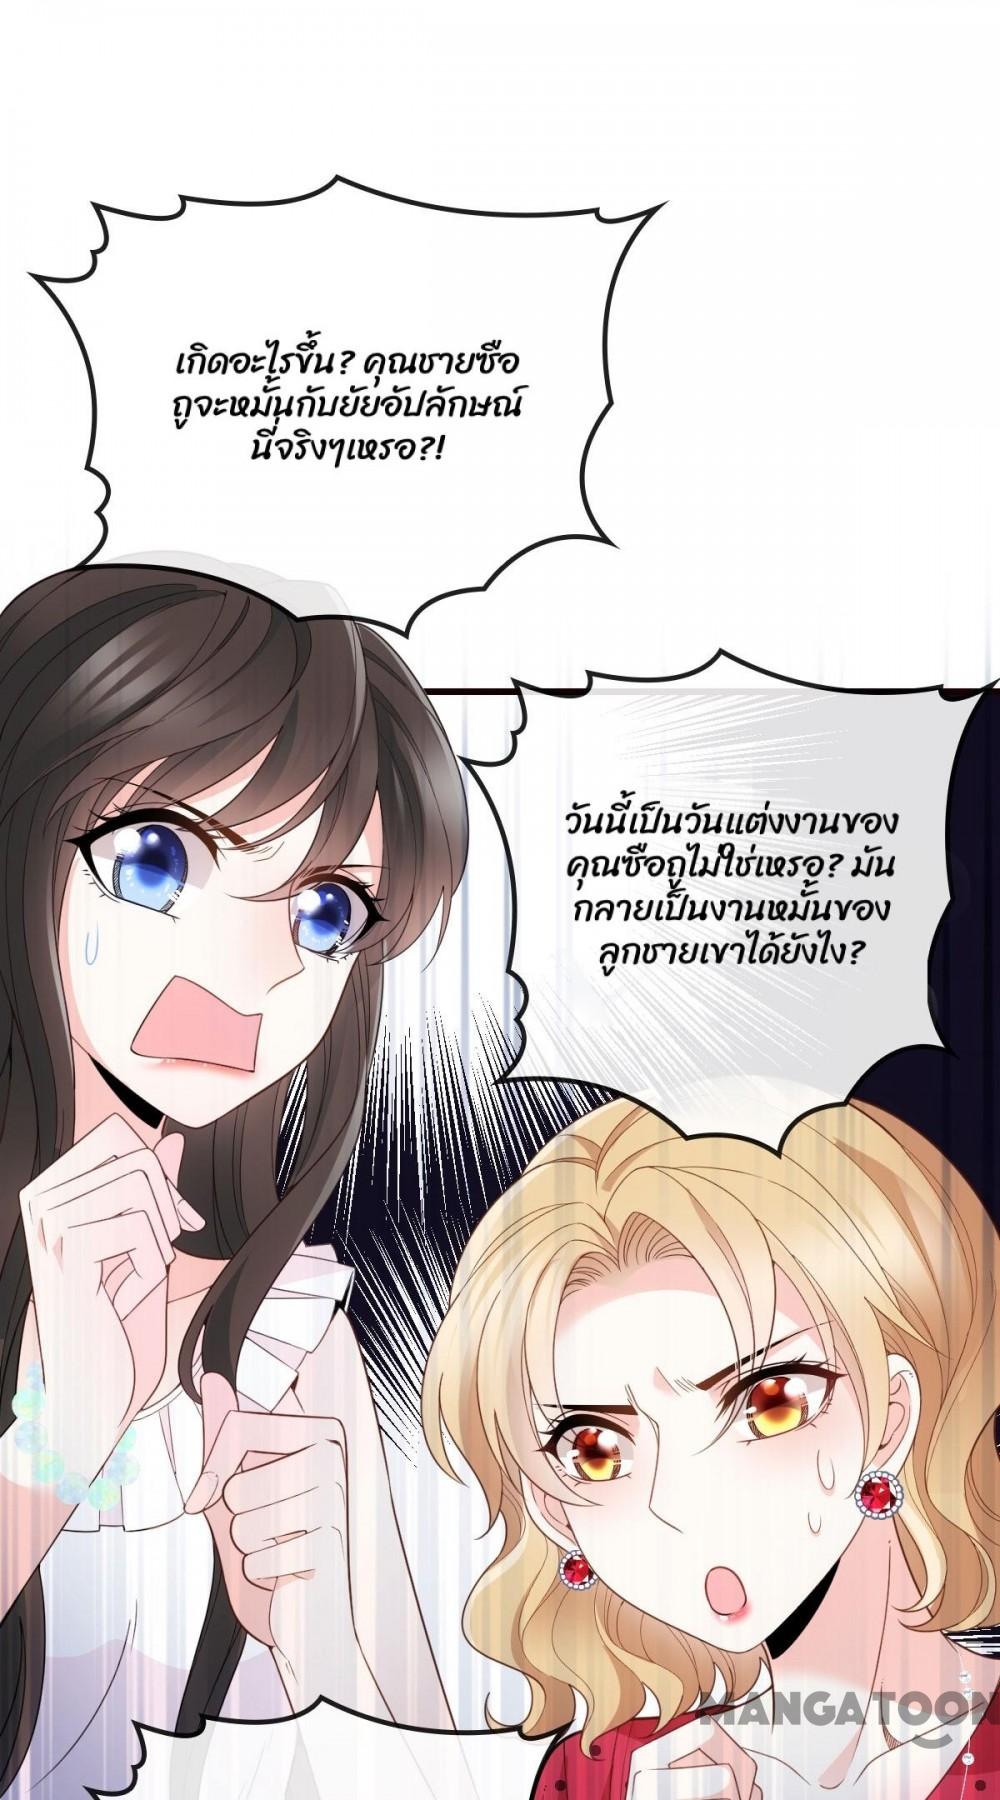 เกิดอะไรขึ้น? คุณชายซือ
ถูจะหมั้นกับยัยอัปลักษณ์
นี่จริงๆเหรอ?!
วันนี้เป็นวันแต่งงานของ
คุณซือถูไม่ใช่เหรอ? มัน
กลายเป็นงานหมั้นของ
ลูกชายเขาได้ยังไง?
MANGATOON